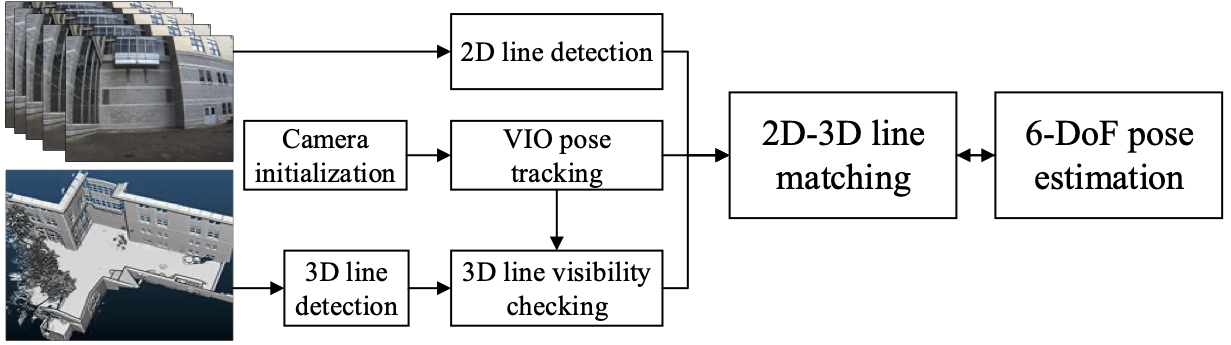 2D line detection
Camera
initialization
VIO pose
tracking
3D line
detection
3D line visibility
checking
2D-3D line
matching
6-DoF pose
estimation